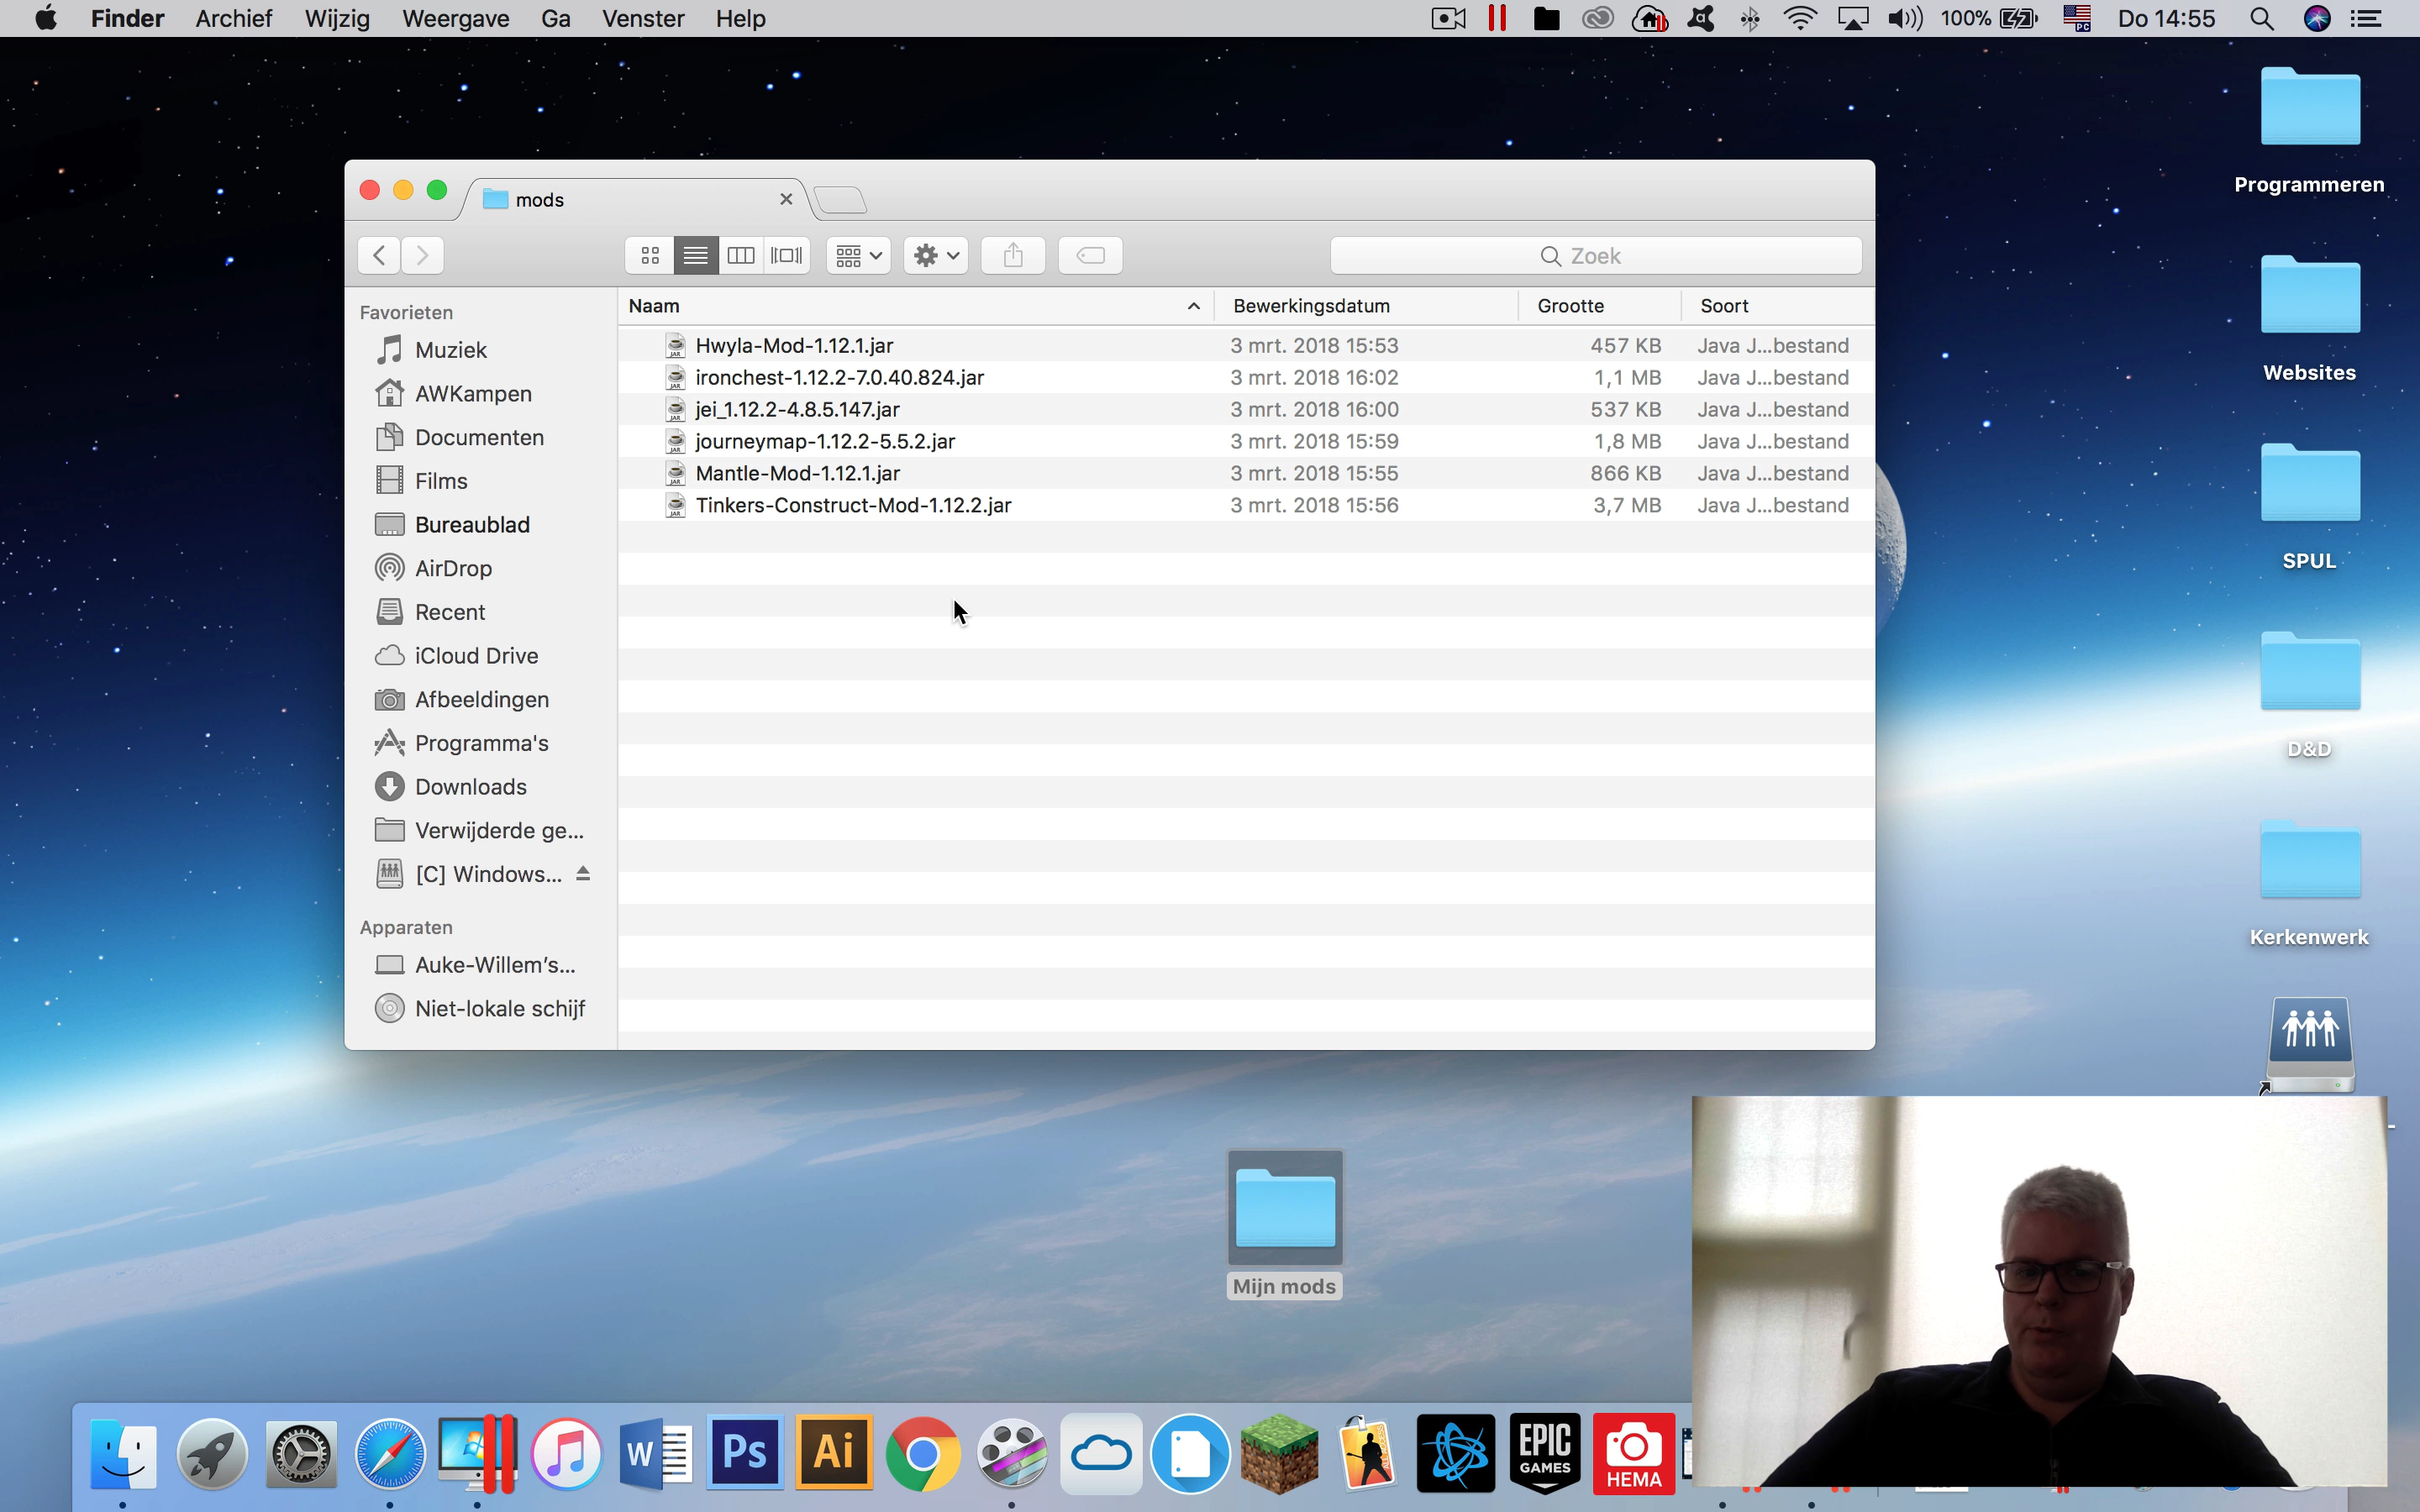 Finder Archief Wijzig Weergave Ga Venster Help 100% PC Do 14:55
mods
Zoek
Naam Bewerkingsdatum Grootte Soort
Hwyla-Mod-1.12.1.jar 3 mrt. 2018 15:53 457 KB Java J...bestand
ironchest-1.12.2-7.0.40.824.jar 3 mrt. 2018 16:02 1,1 MB Java J...bestand
jei_1.12.2-4.8.5.147.jar 3 mrt. 2018 16:00 537 KB Java J...bestand
journeymap-1.12.2-5.5.2.jar 3 mrt. 2018 15:59 1,8 MB Java J...bestand
Mantle-Mod-1.12.1.jar 3 mrt. 2018 15:55 866 KB Java J...bestand
Tinkers-Construct-Mod-1.12.2.jar 3 mrt. 2018 15:56 3,7 MB Java J...bestand
Favorieten
Muziek
AWKampen
Documenten
Films
Bureaublad
AirDrop
Recent
iCloud Drive
Afbeeldingen
Programma's
Downloads
Verwijderde ge...
[C] Windows...
Apparaten
Auke-Willem's...
Niet-lokale schijf
Programmeren
Websites
SPUL
D&D
Kerkenwerk
Mijn mods
W
Ps
Ai
EPIC
GAMES
HEMA